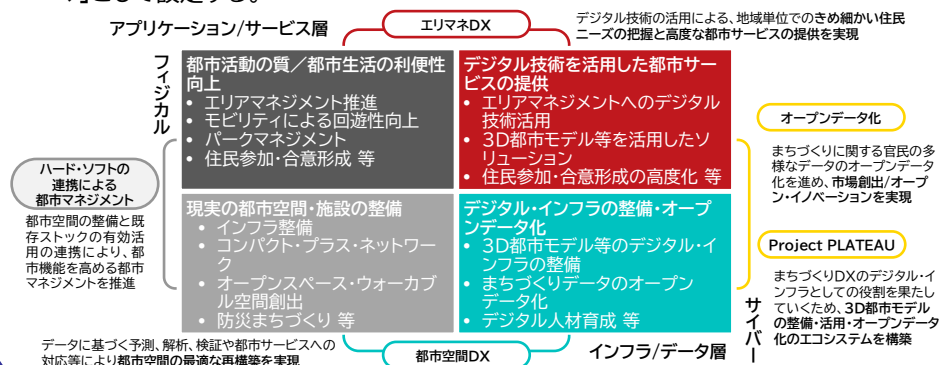 」として設定する。
アプリケーション/サービス層
エリマネDX
デジタル技術の活用による、地域単位でのきめ細かい住民
ニーズの把握と高度な都市サービスの提供を実現
フィジカル
都市活動の質／都市生活の利便性
向上
• エリアマネジメント推進
• モビリティによる回遊性向上
• パークマネジメント
• 住民参加・合意形成 等
デジタル技術を活用した都市サー
ビスの提供
• エリアマネジメントへのデジタル
技術活用
• 3D都市モデル等を活用したソ
リューション
• 住民参加・合意形成の高度化 等
オープンデータ化
まちづくりに関する官民の多
様なデータのオープンデータ
化を進め、市場創出/オープ
ン・イノベーションを実現
ハード・ソフトの
連携による
都市マネジメント
都市空間の整備と既
存ストックの有効活
用の連携により、都
市機能を高める都市
マネジメントを推進
現実の都市空間・施設の整備
• インフラ整備
• コンパクト・プラス・ネットワー
ク
• オープンスペース・ウォーカブ
ル空間創出
• 防災まちづくり 等
デジタル・インフラの整備・オープ
ンデータ化
• 3D都市モデル等のデジタル・イ
ンフラの整備
• まちづくりデータのオープン
データ化
• デジタル人材育成 等
Project PLATEAU
まちづくりDXのデジタル・イ
ンフラとしての役割を果たし
ていくため、3D都市モデル
の整備・活用・オープンデータ
化のエコシステムを構築
サイバー
データに基づく予測、解析、検証や都市サービスへの
対応等により都市空間の最適な再構築を実現
都市空間DX
インフラ/データ層